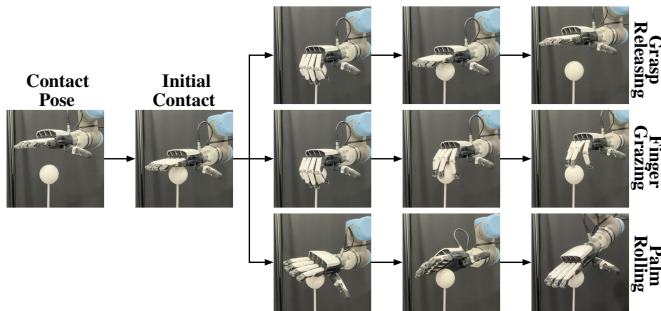 Contact
Pose
Initial
Contact
Grasp
Releasing
Finger
Grazing
Palm
Rolling